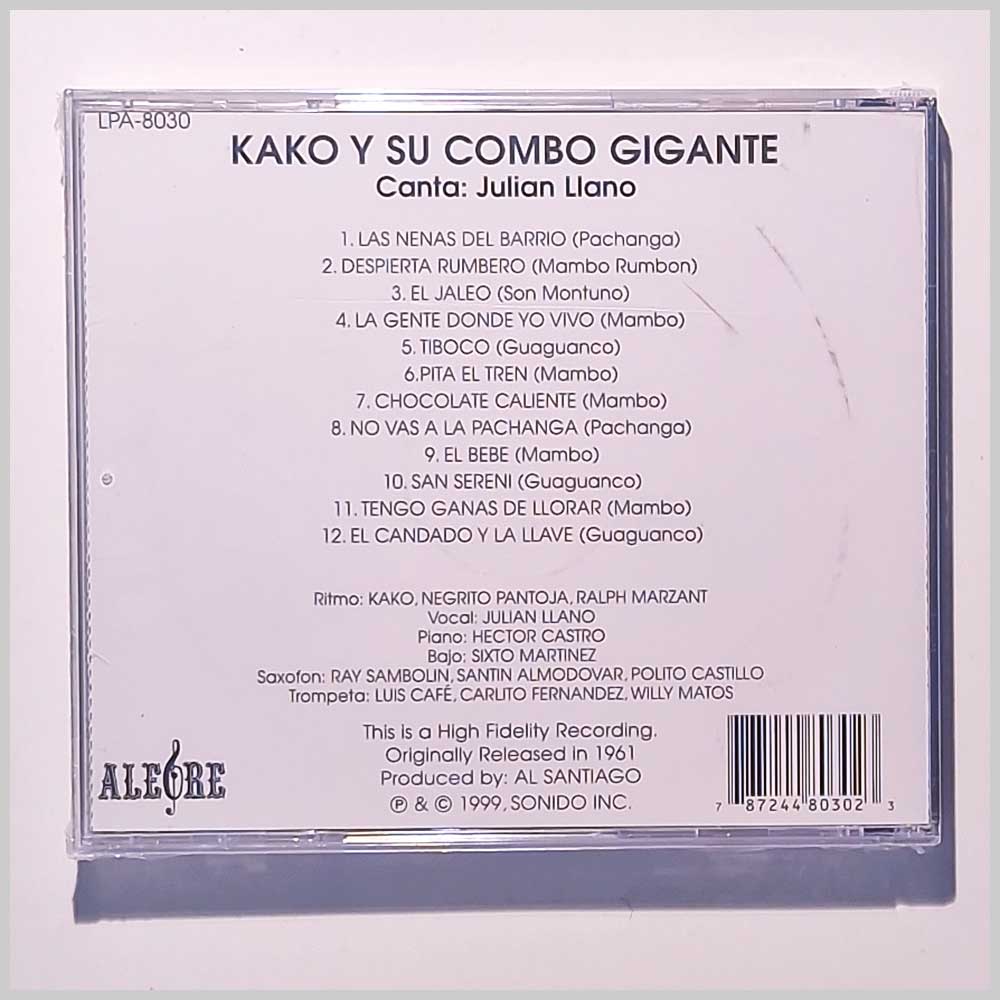 LPA-8030
KAKO Y SU COMBO GIGANTE
Canta: Julian Llano
1. LAS NENAS DEL BARRIO (Pachanga)
2. DESPIERTA RUMBERO (Mambo Rumbon)
3. EL JALEO (Son Montuno)
4. LA GENTE DONDE YO VIVO (Mambo)
5. TIBOCO (Guaguanco)
6.PITA EL TREN (Mambo)
7. CHOCOLATE CALIENTE (Mambo)
8. NO VAS A LA PACHANGA (Pachanga)
9. EL BEBE (Mambo)
10. SAN SERENI (Guaguanco)
11. TENGO GANAS DE LLORAR (Mambo)
12. EL CANDADO Y LA LLAVE (Guaguanco)
Ritmo: KAKO, NEGRITO PANTOJA, RALPH MARZANT
Vocal: JULIAN LLANO
Piano: HECTOR CASTRO
Bajo; SIXTO MARTINEZ
Saxofon: RAY SAMBOLIN, SANTIN ALMODOVAR, POLITO CASTILLO
Trompeta: LUIS CAFÉ, CARLITO FERNANDEZ, WILLY MATOS
This is a High Fidelity Recording.
Originally Released in 1961
Produced by: AL SANTIAGO
℗ & © 1999, SONIDO INC.
ALEGRE
7 87244 80302 3